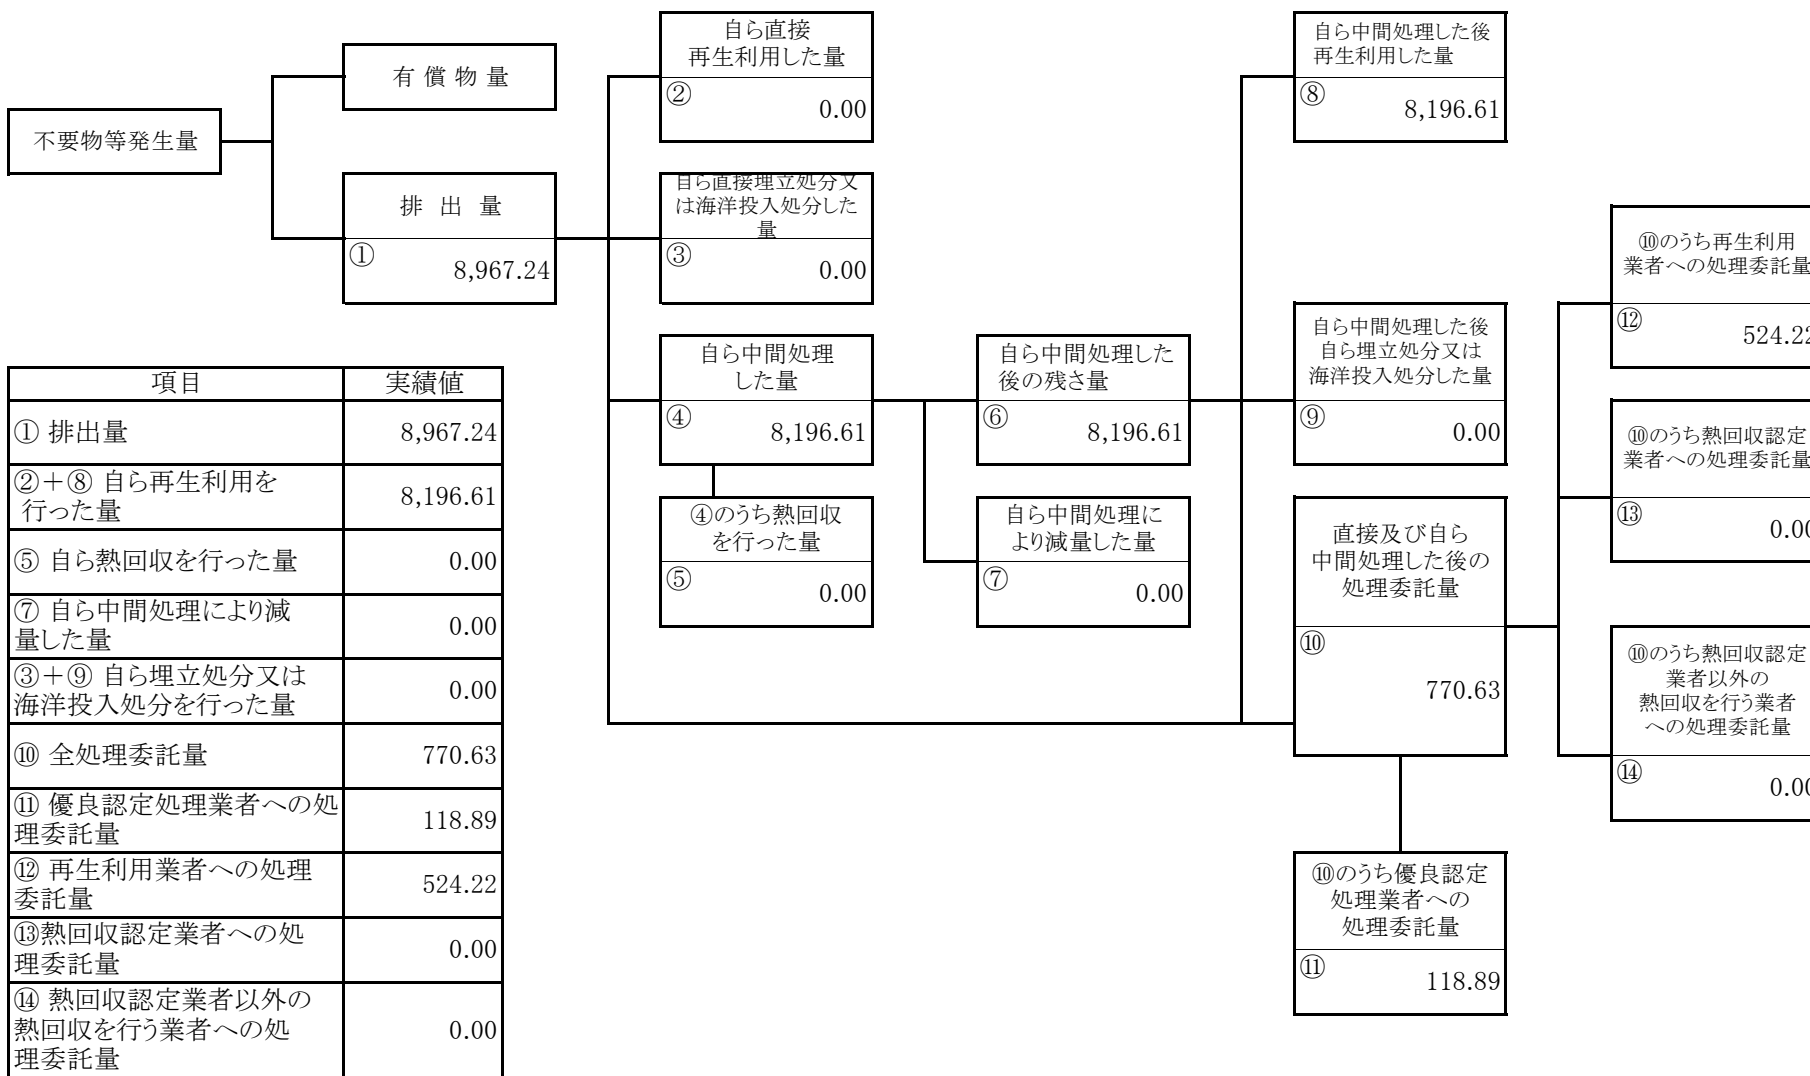 不要物等発生量
有 償 物 量
排 出 量
①
8,967.24
自ら直接
再生利用した量
②
0.00
自ら直接埋立処分又
は海洋投入処分した
量
③
0.00
自ら中間処理
した量
④
8,196.61
④のうち熱回収
を行った量
⑤
0.00
自ら中間処理した
後の残さ量
⑥
8,196.61
自ら中間処理に
より減量した量
⑦
0.00
自ら中間処理した後
再生利用した量
⑧
8,196.61
自ら中間処理した後
自ら埋立処分又は
海洋投入処分した量
⑨
0.00
直接及び自ら
中間処理した後の
処理委託量
⑩
770.63
⑩のうち優良認定
処理業者への
処理委託量
⑪
118.89
⑩のうち再生利用
業者への処理委託量
⑫
524.22
⑩のうち熱回収認定
業者への処理委託量
⑬
0.00
⑩のうち熱回収認定
業者以外の
熱回収を行う業者
への処理委託量
⑭
0.00
項目 実績値
① 排出量 8,967.24
②＋⑧ 自ら再生利用を
行った量 8,196.61
⑤ 自ら熱回収を行った量 0.00
⑦ 自ら中間処理により減
量した量 0.00
③＋⑨ 自ら埋立処分又は
海洋投入処分を行った量 0.00
⑩ 全処理委託量 770.63
⑪ 優良認定処理業者への処
理委託量 118.89
⑫ 再生利用業者への処理
委託量 524.22
⑬熱回収認定業者への処
理委託量 0.00
⑭ 熱回収認定業者以外の
熱回収を行う業者への処
理委託量 0.00